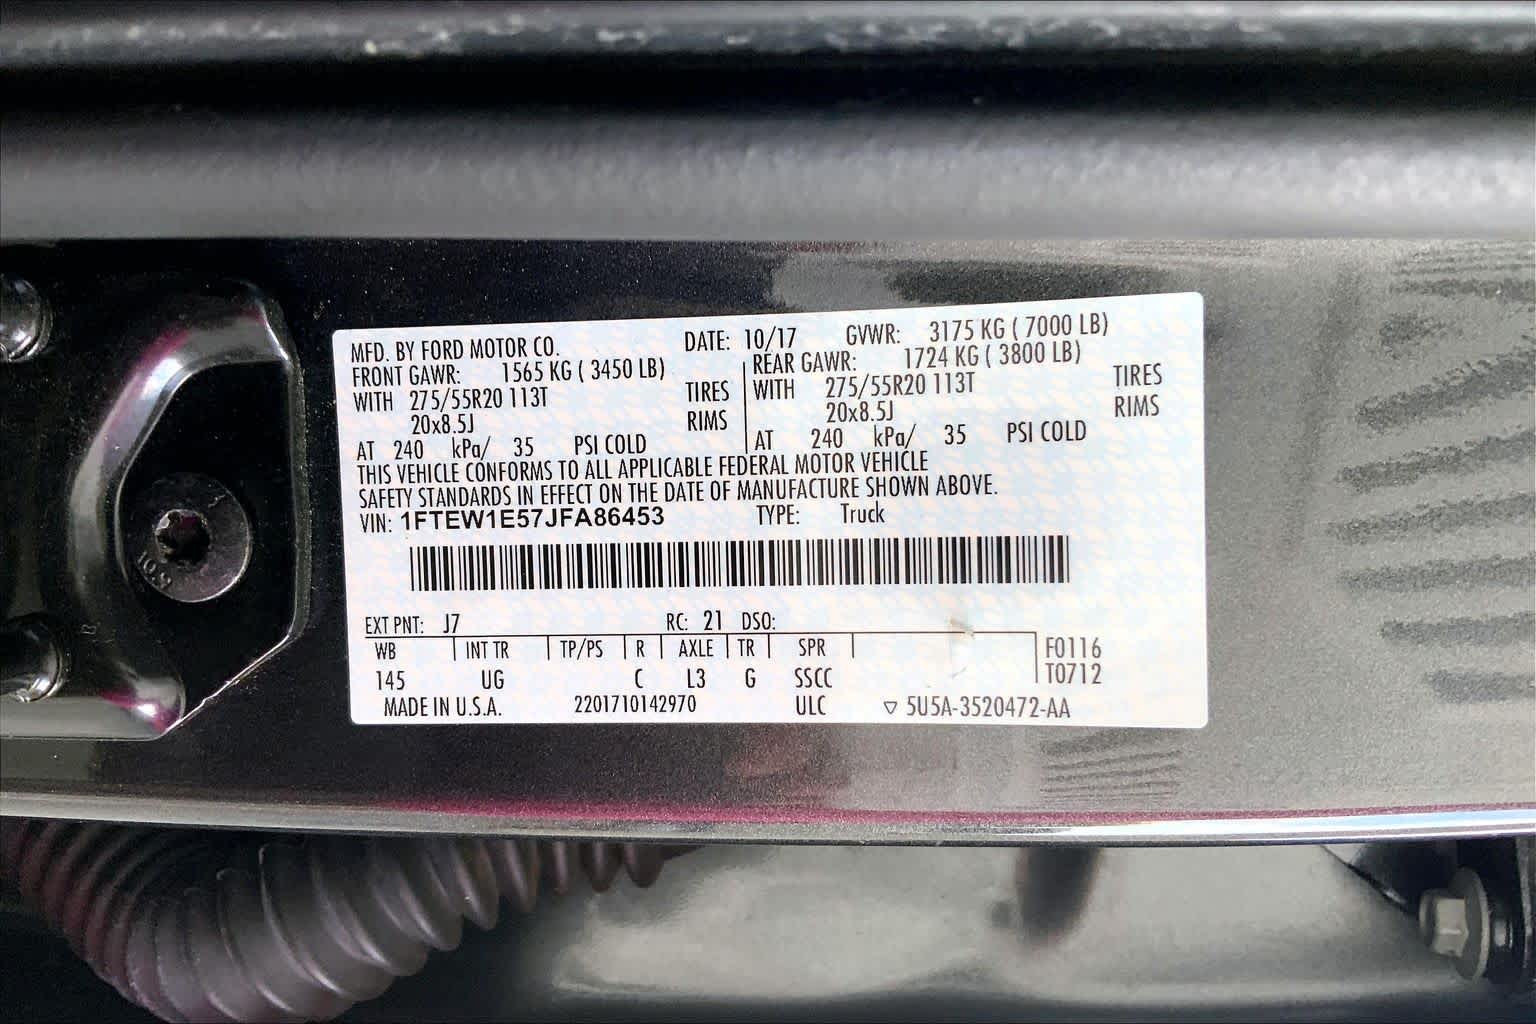 MFD. BY FORD MOTOR CO. DATE: 10/17 GVWR: 3175 KG ( 7000 LB)
FRONT GAWR: 1565 KG ( 3450 LB) REAR GAWR: 1724 KG ( 3800 LB)
WITH 275/55R20 113T TIRES WITH 275/55R20 113T TIRES
20x8.5J RIMS 20x8.5J RIMS
AT 240 kPa/ 35 PSI COLD AT 240 kPa/ 35 PSI COLD
THIS VEHICLE CONFORMS TO ALL APPLICABLE FEDERAL MOTOR VEHICLE
SAFETY STANDARDS IN EFFECT ON THE DATE OF MANUFACTURE SHOWN ABOVE.
VIN: 1FTEW1E57JFA86453 TYPE: Truck
EXT PNT: J7 RC: 21 DSO:
WB INT TR TP/PS R AXLE TR SPR F0116
145 UG C L3 G SSCC T0712
MADE IN U.S.A. 2201710142970 ULC ▽ 5U5A-3520472-AA